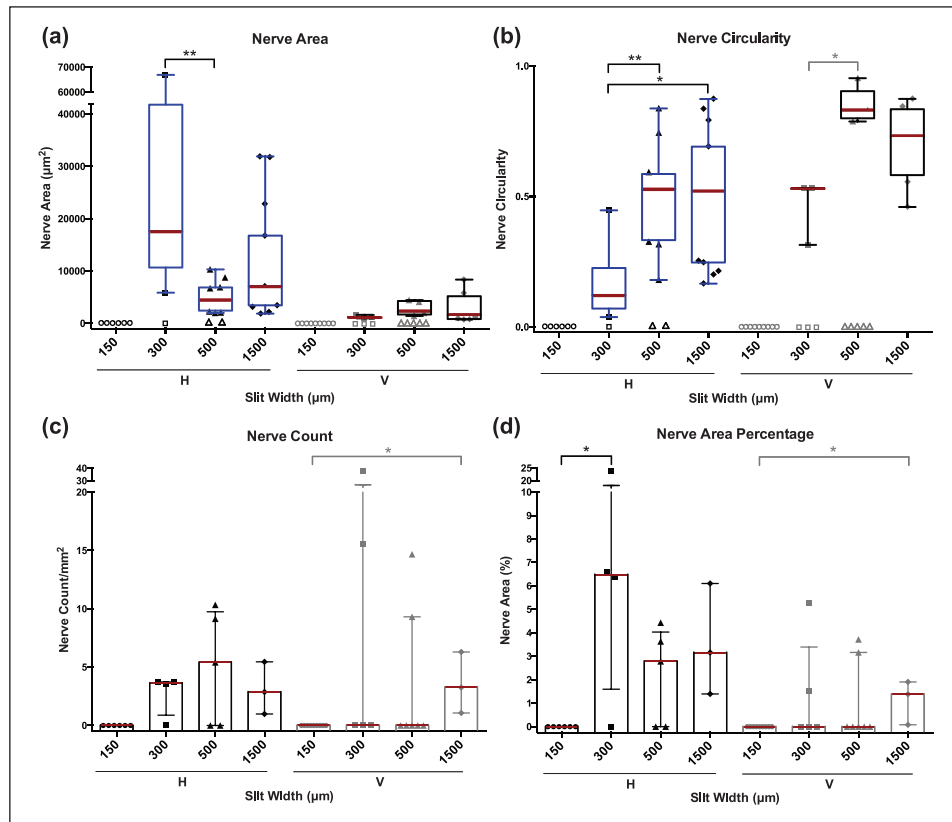 (a)
Nerve Area
**
70000
60000
50000
40000
30000
20000
10000
0
Nerve Area (µm²)
150
300
500
1500
150
300
500
1500
H
V
Slit Width (µm)
(b)
Nerve Circularity
**
*
*
1.0
0.5
0.0
Nerve Circularity
150
300
500
1500
150
300
500
1500
H
V
Slit Width (µm)
(c)
Nerve Count
*
40
30
20
15
10
5
0
Nerve Count/mm²
150
300
500
1500
150
300
500
1500
H
V
Slit Width (µm)
(d)
Nerve Area Percentage
*
*
25
20
15
10
9
8
7
6
5
4
3
2
1
0
Nerve Area (%)
150
300
500
1500
150
300
500
1500
H
V
Slit Width (µm)